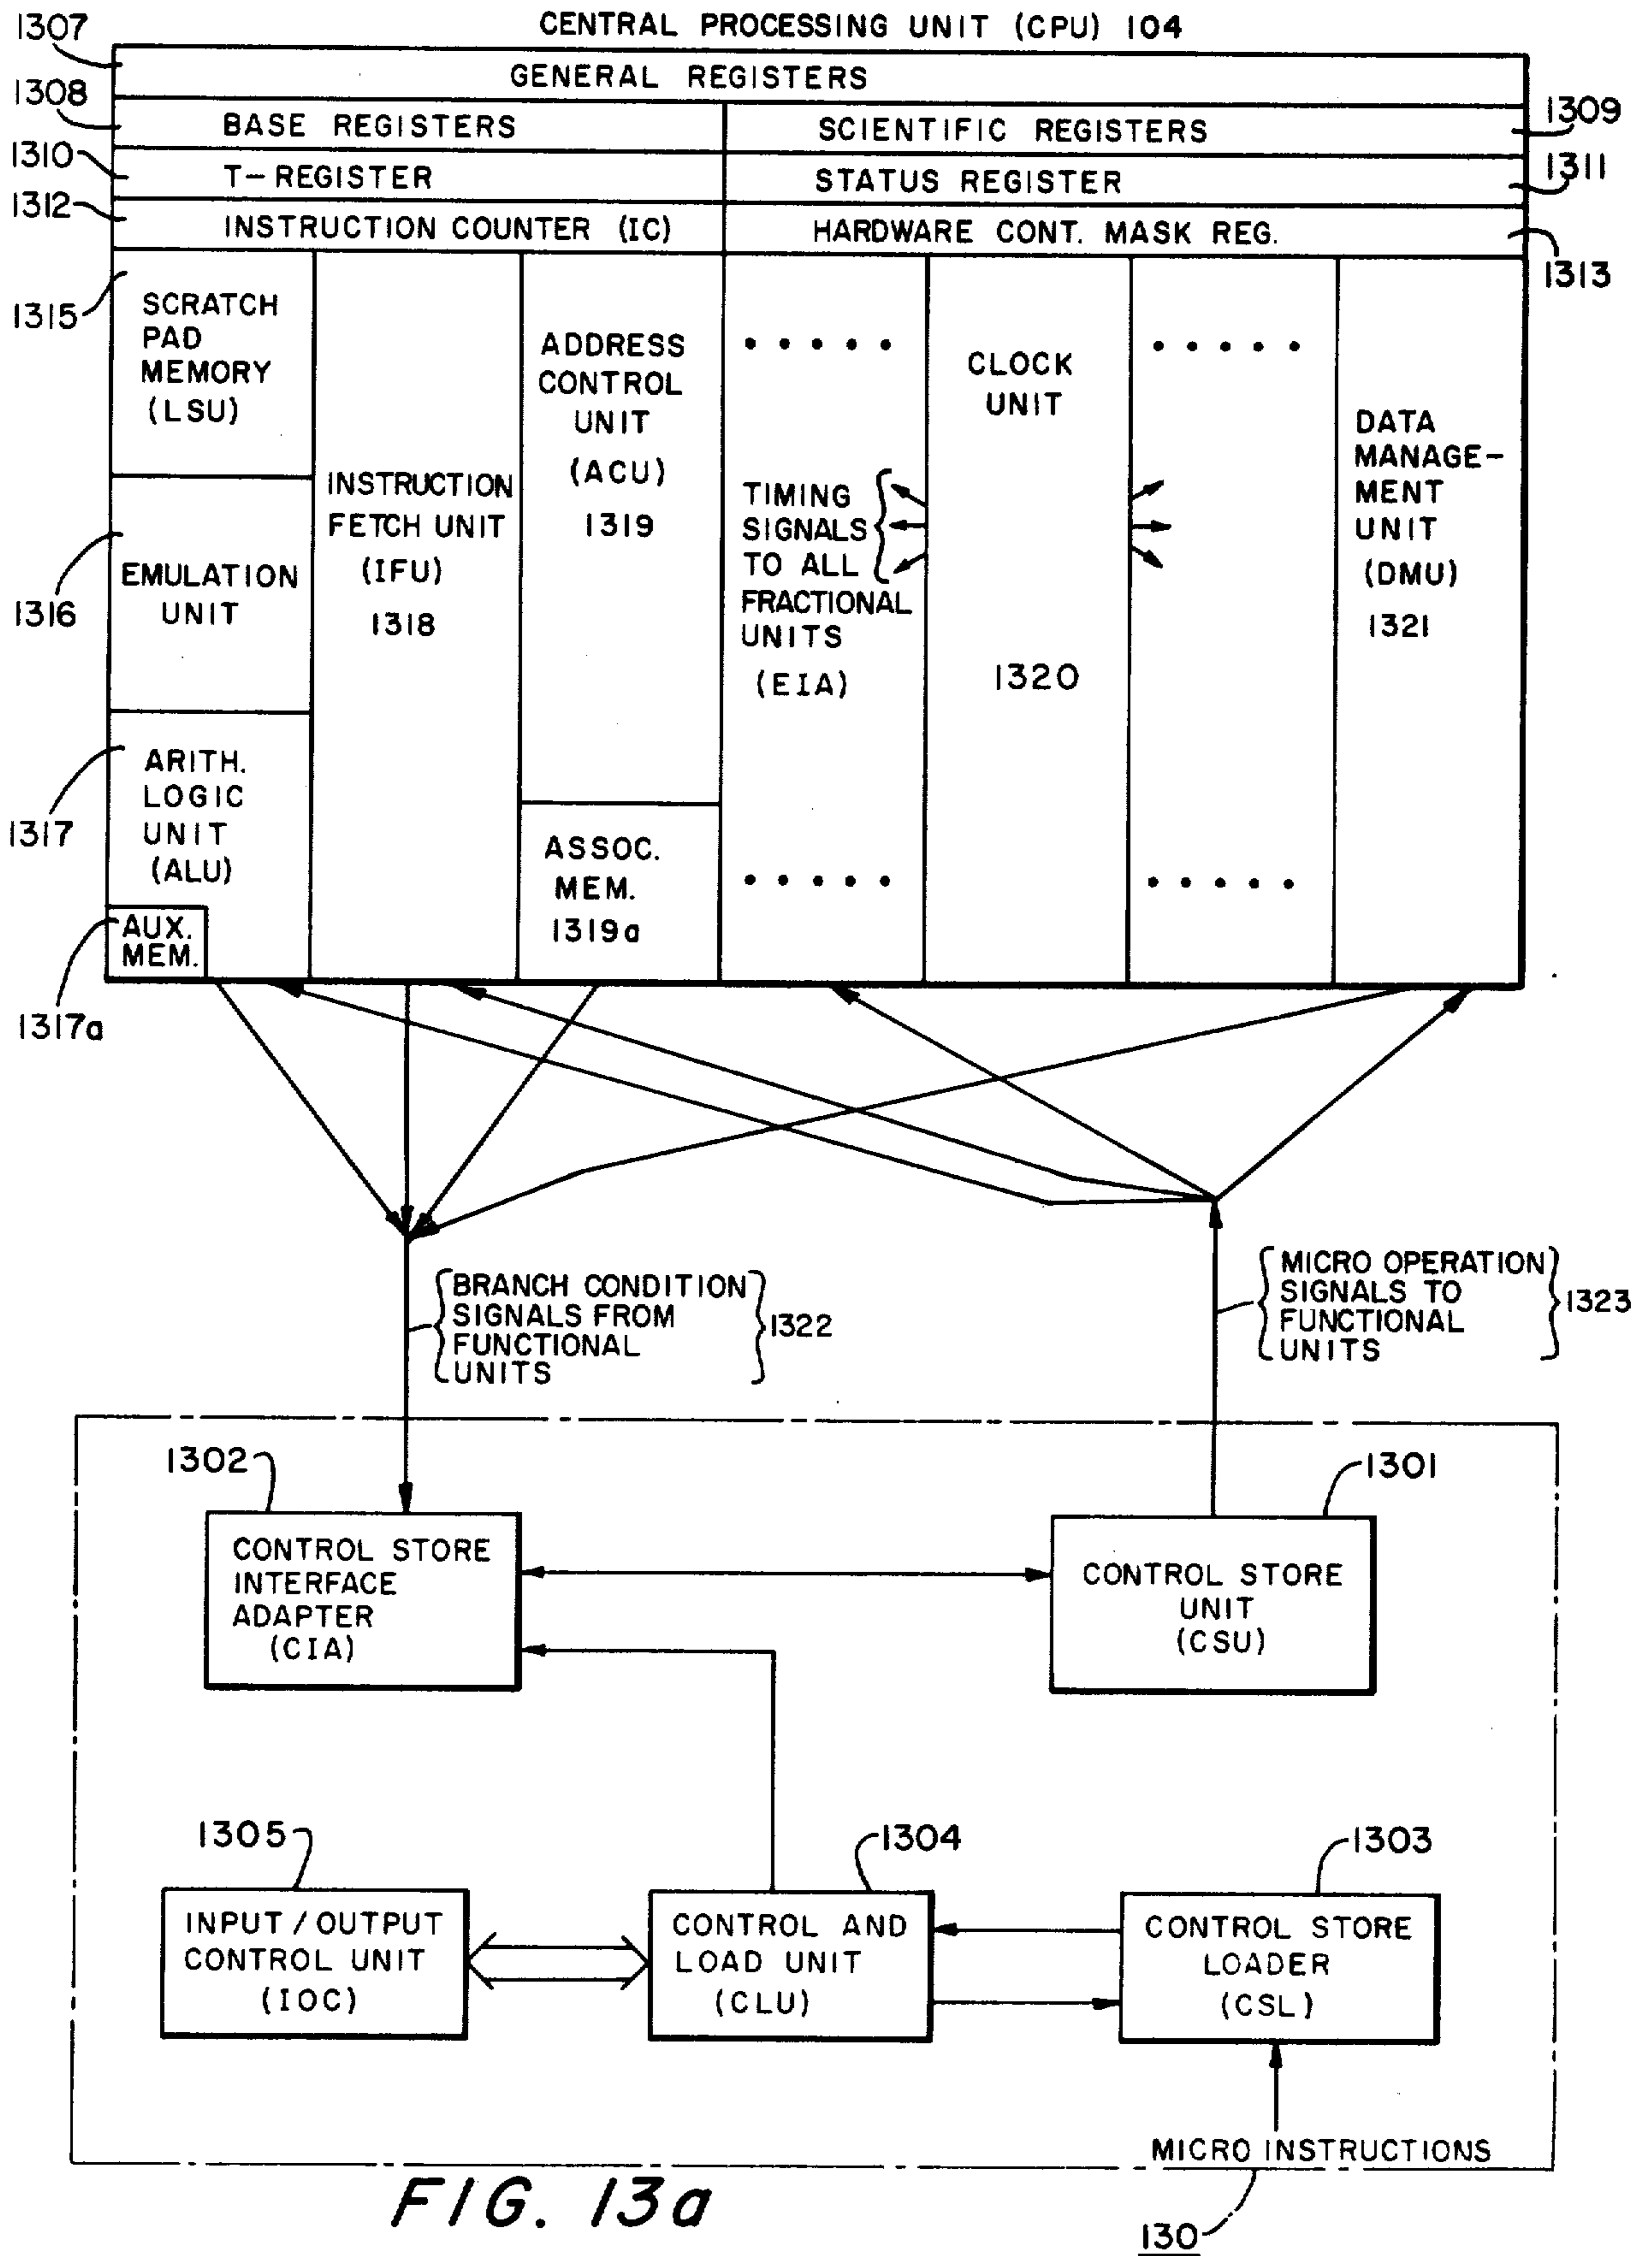 CENTRAL PROCESSING UNIT (CPU) 104
1307
GENERAL REGISTERS
1308
BASE REGISTERS
SCIENTIFIC REGISTERS
1309
1310
T-REGISTER
STATUS REGISTER
1311
1312
INSTRUCTION COUNTER (IC)
HARDWARE CONT. MASK REG.
1313
1315
SCRATCH
PAD
MEMORY
(LSU)
1316
EMULATION
UNIT
1317
ARITH.
LOGIC
UNIT
(ALU)
AUX.
MEM.
1317a
INSTRUCTION
FETCH UNIT
(IFU)
1318
ADDRESS
CONTROL
UNIT
(ACU)
1319
ASSOC.
MEM.
1319a
• • • • •
TIMING
SIGNALS
TO ALL
FRACTIONAL
UNITS
(EIA)
• • • • •
CLOCK
UNIT
1320
• • • • •
• • • • •
DATA
MANAGE-
MENT
UNIT
(DMU)
1321
BRANCH CONDITION
SIGNALS FROM
FUNCTIONAL
UNITS
1322
MICRO OPERATION
SIGNALS TO
FUNCTIONAL
UNITS
1323
1302
CONTROL STORE
INTERFACE
ADAPTER
(CIA)
1301
CONTROL STORE
UNIT
(CSU)
1305
INPUT / OUTPUT
CONTROL UNIT
(IOC)
1304
CONTROL AND
LOAD UNIT
(CLU)
1303
CONTROL STORE
LOADER
(CSL)
MICRO INSTRUCTIONS
130
FIG. 13a